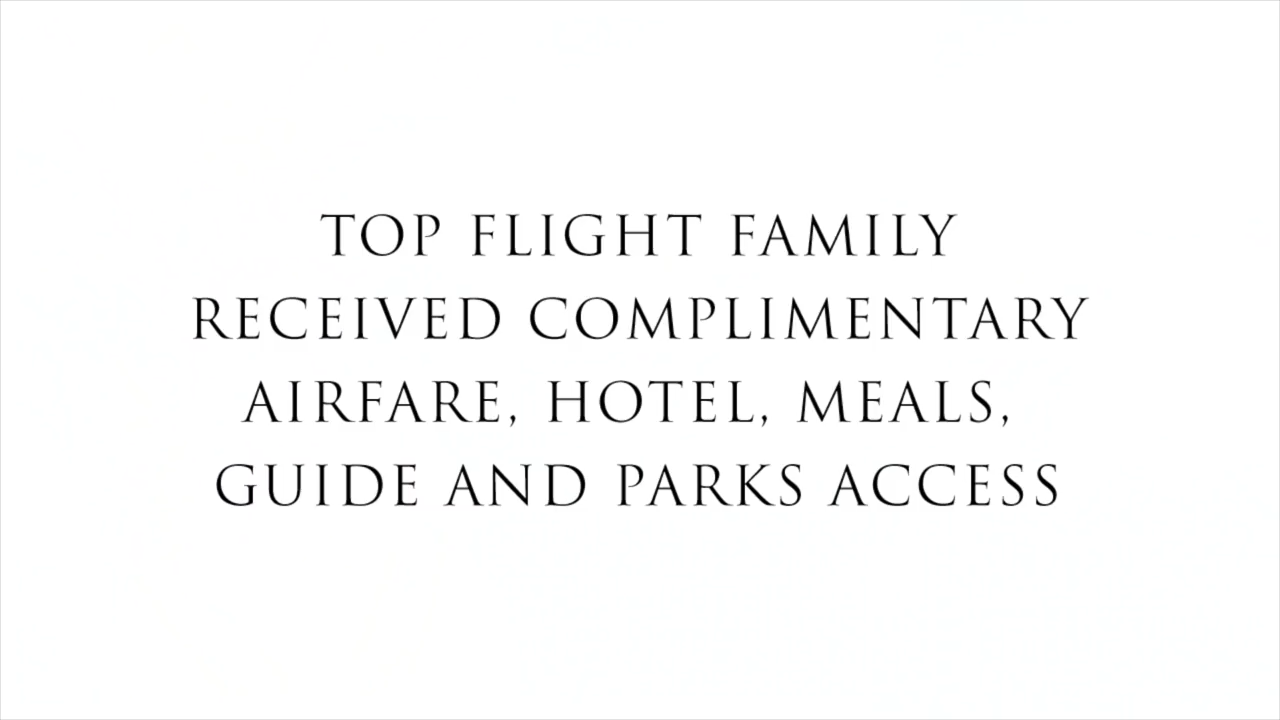 TOP FLIGHT FAMILY
RECEIVED COMPLIMENTARY
AIRFARE, HOTEL, MEALS,
GUIDE AND PARKS ACCESS